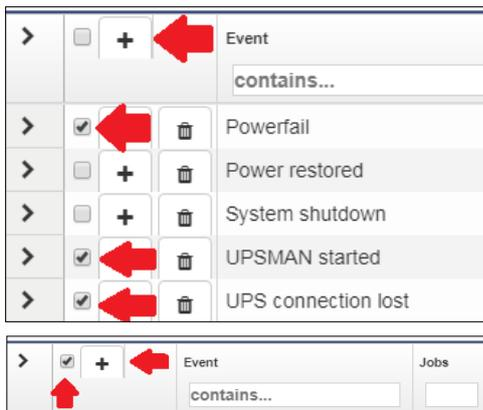 Event
contains...
Powerfail
Power restored
System shutdown
UPSMAN started
UPS connection lost
Event Jobs
contains...